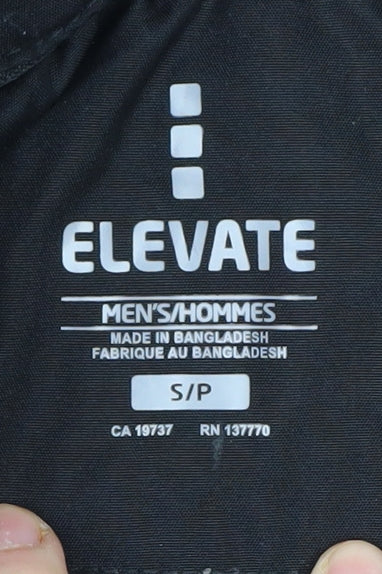 ELEVATE
MEN'S/HOMMES
MADE IN BANGLADESH
FABRIQUE AU BANGLADESH
S/P
CA 19737 RN 137770